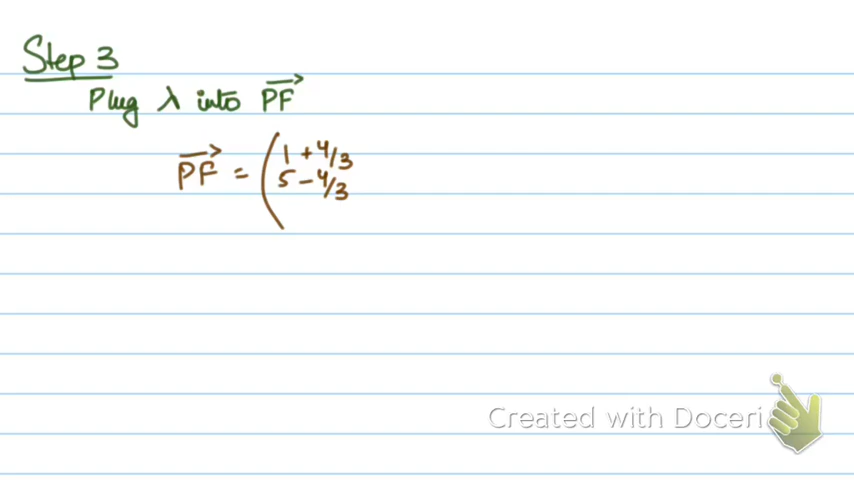 Step 3
Plug λ into PF
PF = ( 1 + 4/3
5 - 4/3
Created with Doceri